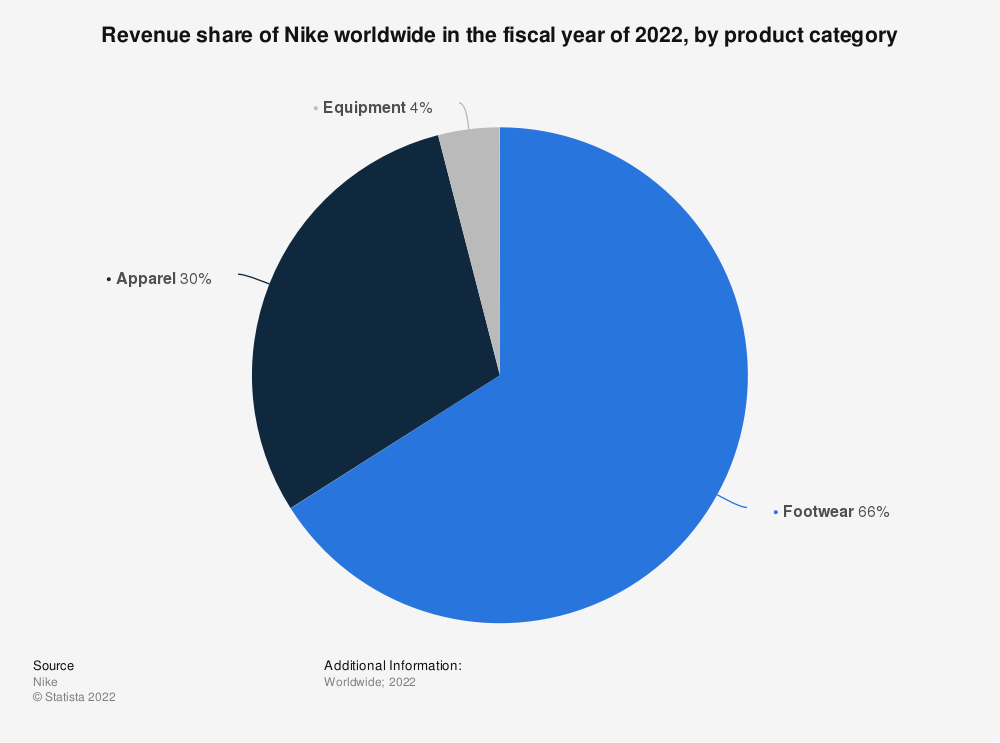 Revenue share of Nike worldwide in the fiscal year of 2022, by product category
Equipment 4%
Apparel 30%
Footwear 66%
Source
Nike
© Statista 2022
Additional Information:
Worldwide; 2022